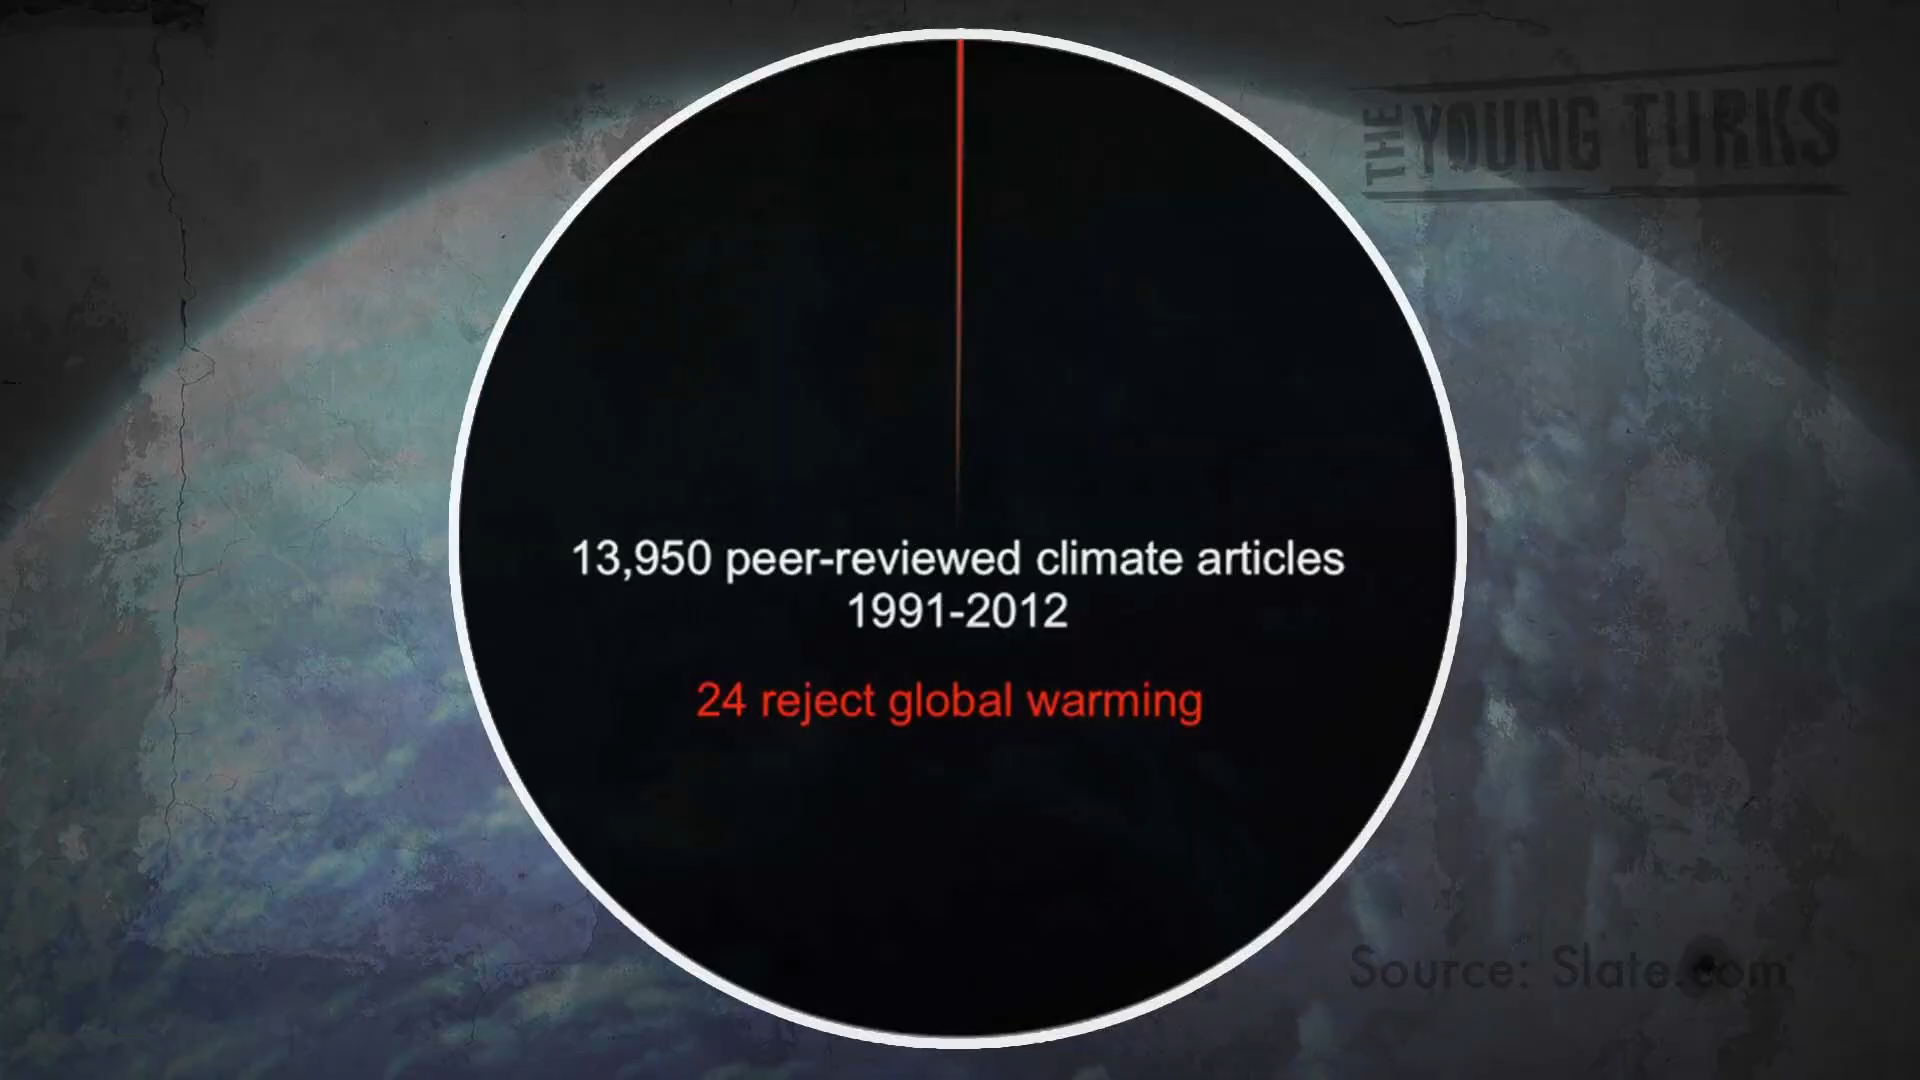 THE YOUNG TURKS
13,950 peer-reviewed climate articles
1991-2012
24 reject global warming
Source: Slate.com